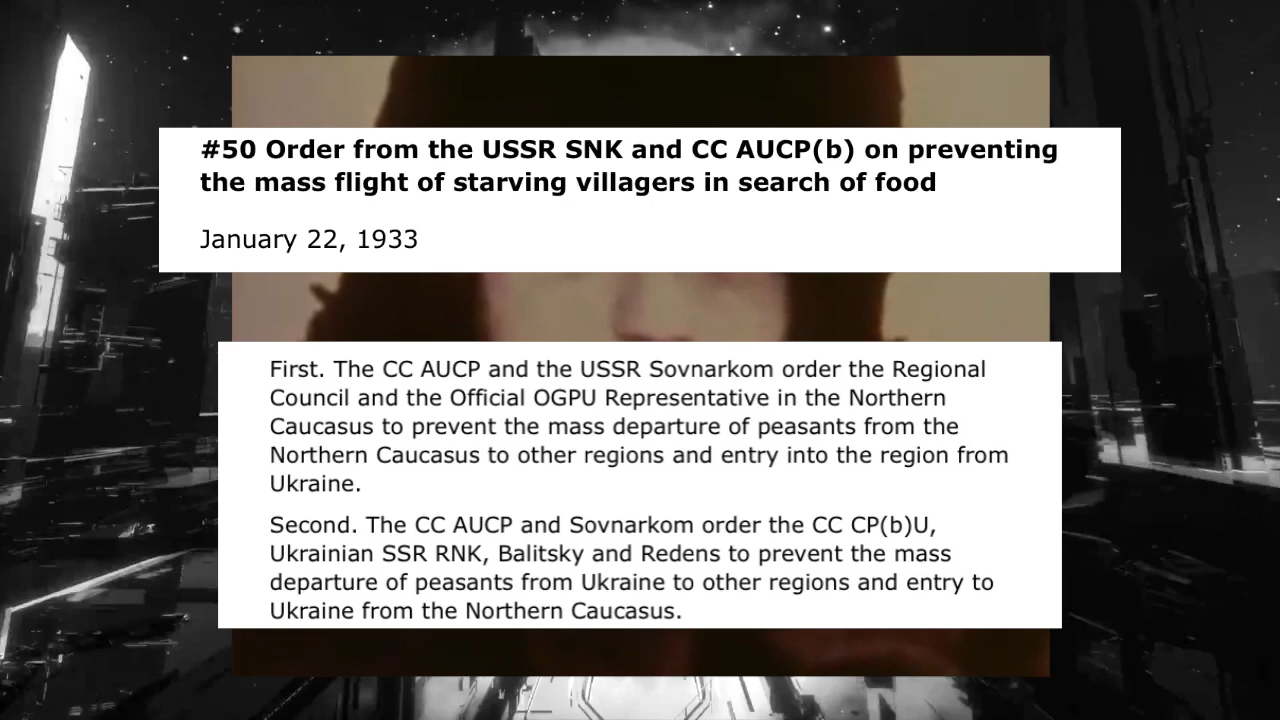 #50 Order from the USSR SNK and CC AUCP(b) on preventing
the mass flight of starving villagers in search of food
January 22, 1933
First. The CC AUCP and the USSR Sovnarkom order the Regional
Council and the Official OGPU Representative in the Northern
Caucasus to prevent the mass departure of peasants from the
Northern Caucasus to other regions and entry into the region from
Ukraine.
Second. The CC AUCP and Sovnarkom order the CC CP(b)U,
Ukrainian SSR RNK, Balitsky and Redens to prevent the mass
departure of peasants from Ukraine to other regions and entry to
Ukraine from the Northern Caucasus.